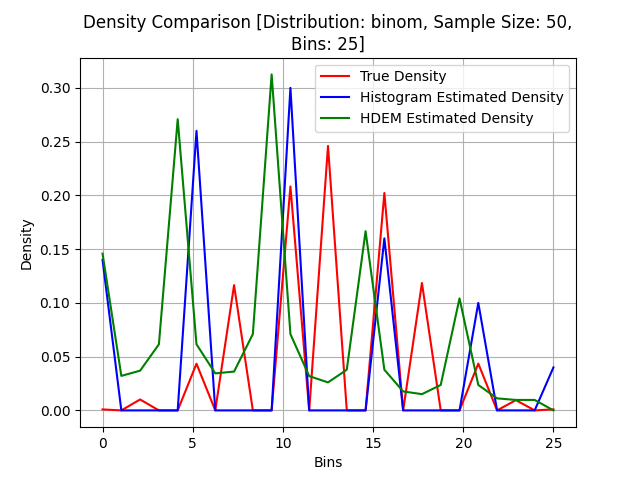 Density Comparison [Distribution: binom, Sample Size: 50,
Bins: 25]
True Density
Histogram Estimated Density
HDEM Estimated Density
0.30
0.25
0.20
0.15
0.10
0.05
0.00
Density
0 5 10 15 20 25
Bins